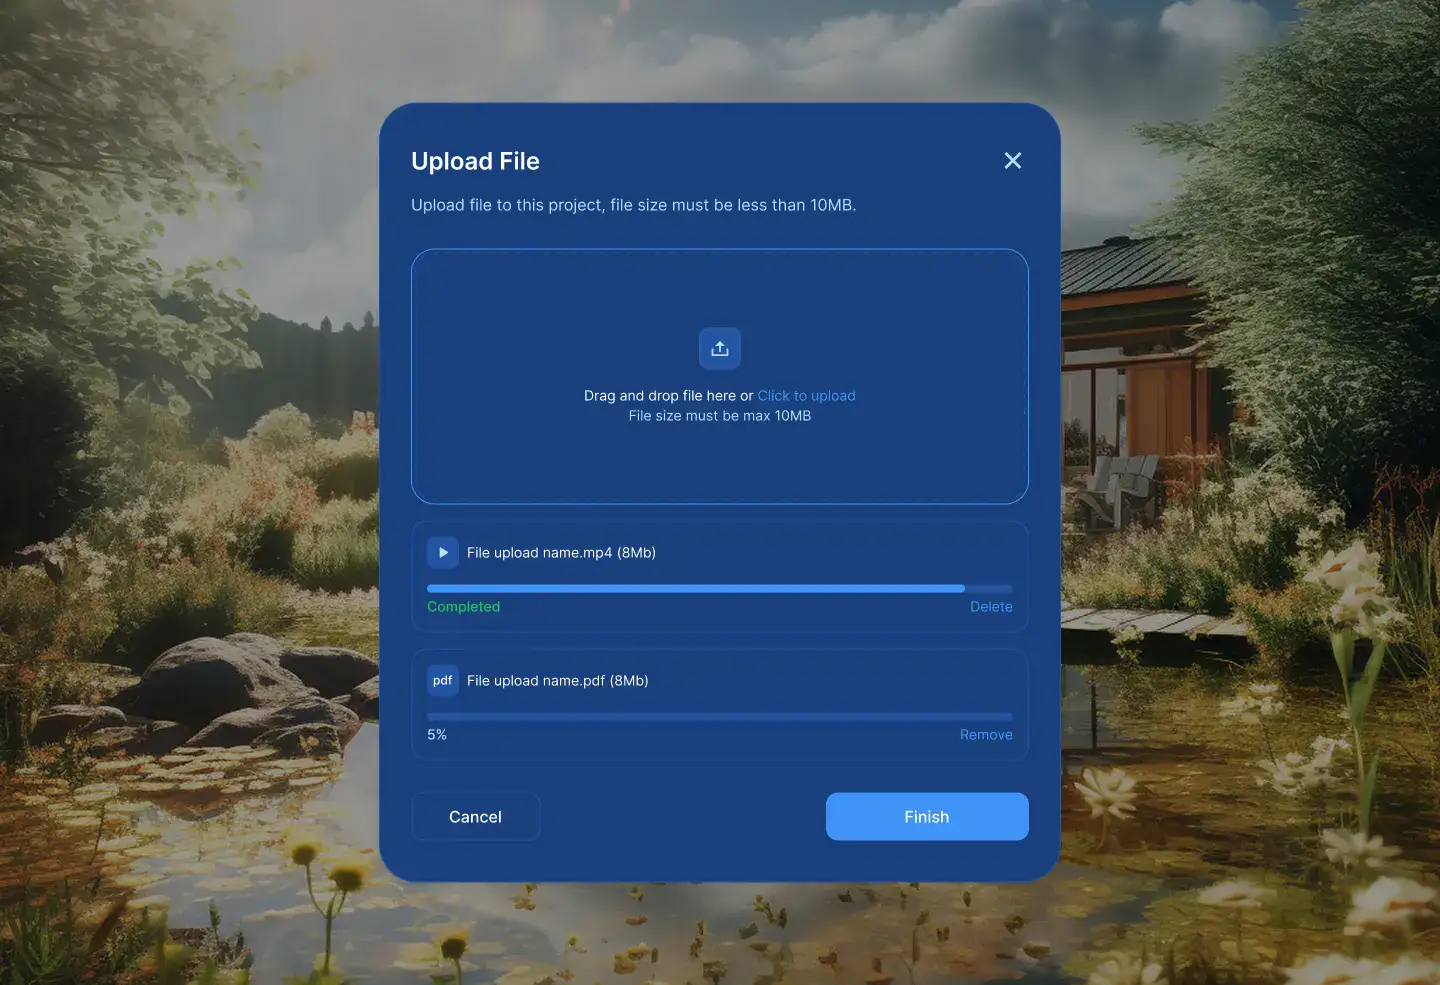 Upload File
Upload file to this project, file size must be less than 10MB.
Drag and drop file here or Click to upload
File size must be max 10MB
File upload name.mp4 (8Mb)
Completed
Delete
pdf
File upload name.pdf (8Mb)
5%
Remove
Cancel
Finish